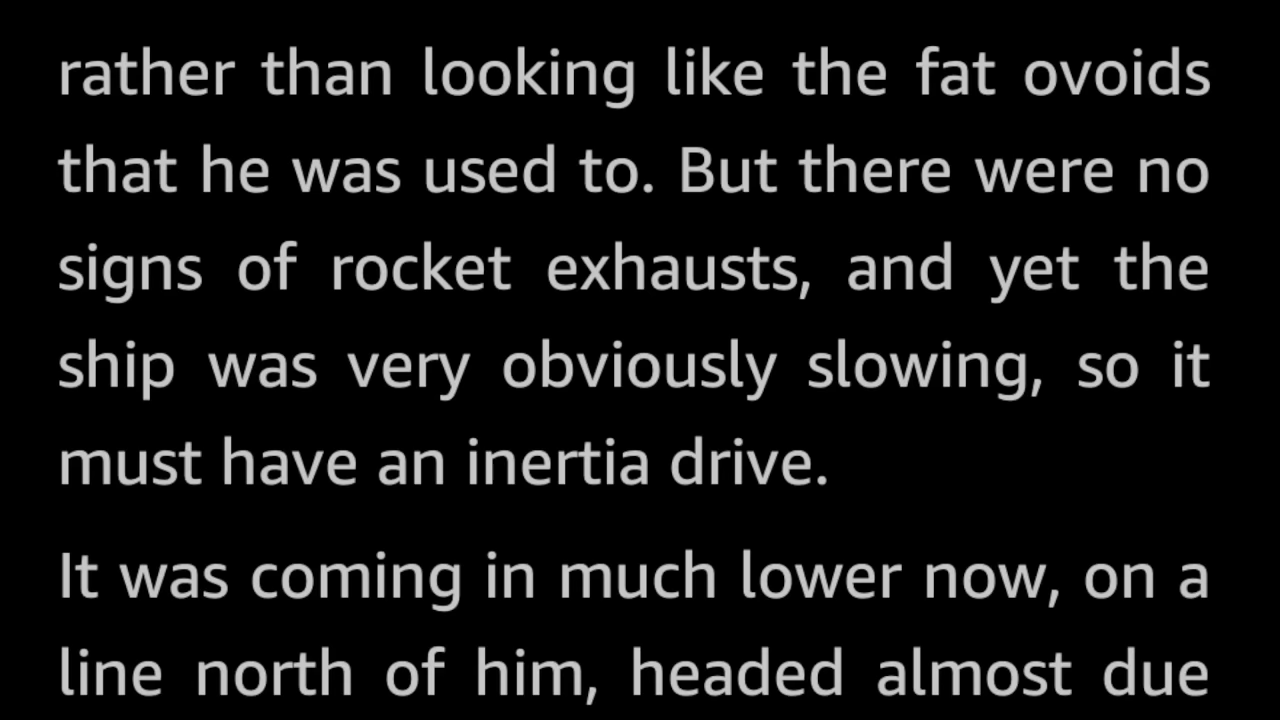 rather than looking like the fat ovoids
that he was used to. But there were no
signs of rocket exhausts, and yet the
ship was very obviously slowing, so it
must have an inertia drive.
It was coming in much lower now, on a
line north of him, headed almost due